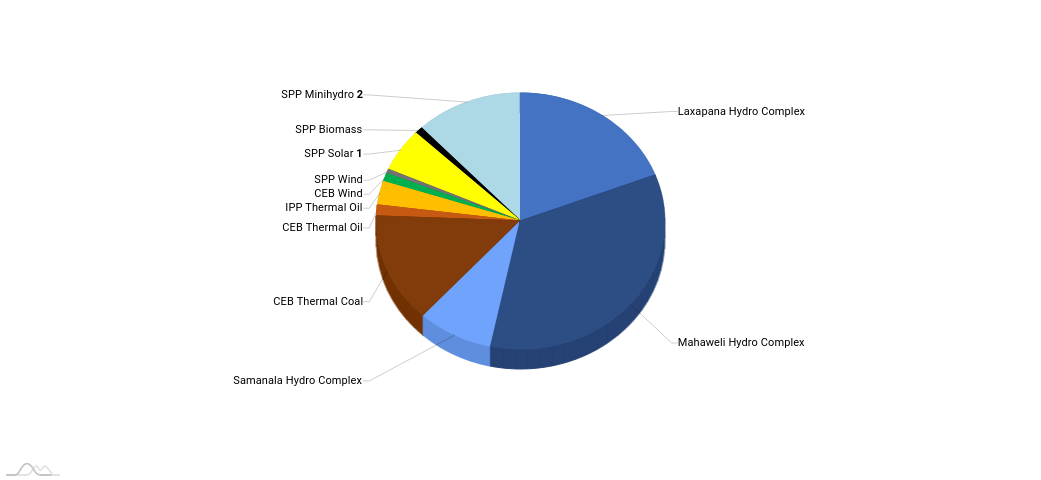 SPP Minihydro 2
Laxapana Hydro Complex
SPP Biomass
SPP Solar 1
SPP Wind
CEB Wind
IPP Thermal Oil
CEB Thermal Oil
CEB Thermal Coal
Mahaweli Hydro Complex
Samanala Hydro Complex